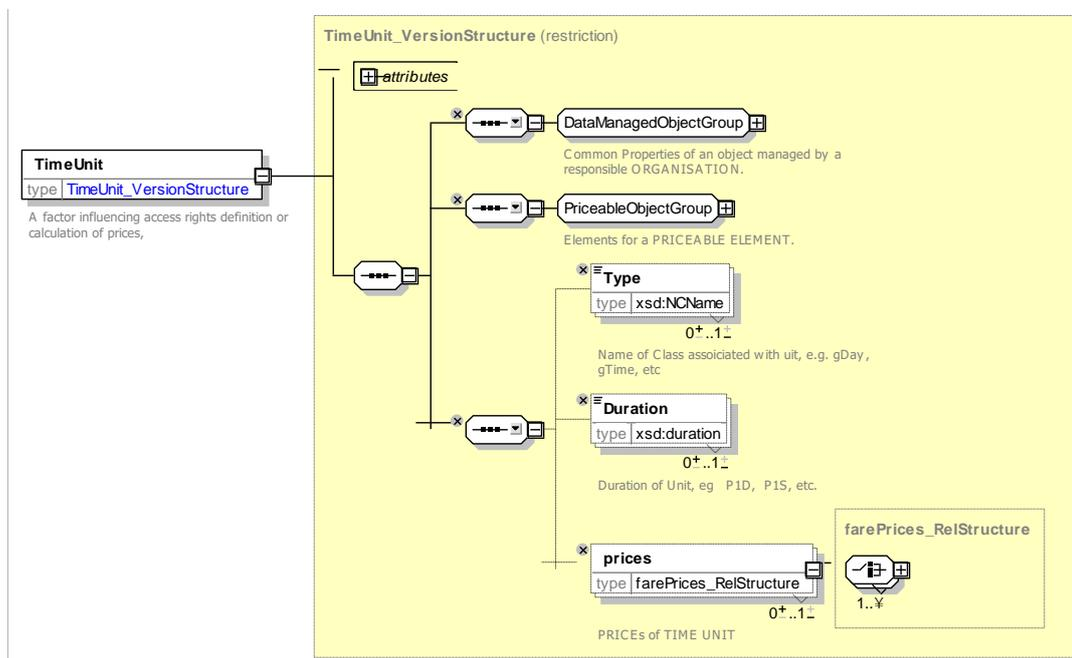 TimeUnit_VersionStructure (restriction)
attributes
DataManagedObjectGroup
Common Properties of an object managed by a
responsible ORGANISATION.
TimeUnit
type TimeUnit_VersionStructure
A factor influencing access rights definition or
calculation of prices,
PriceableObjectGroup
Elements for a PRICEABLE ELEMENT.
Type
type xsd:NCName
0..1
Name of Class assoiciated with uit, e.g. gDay,
gTime, etc
Duration
type xsd:duration
0..1
Duration of Unit, eg P1D, P1S, etc.
farePrices_RelStructure
prices
type farePrices_RelStructure
0..1
1..¥
PRICEs of TIME UNIT